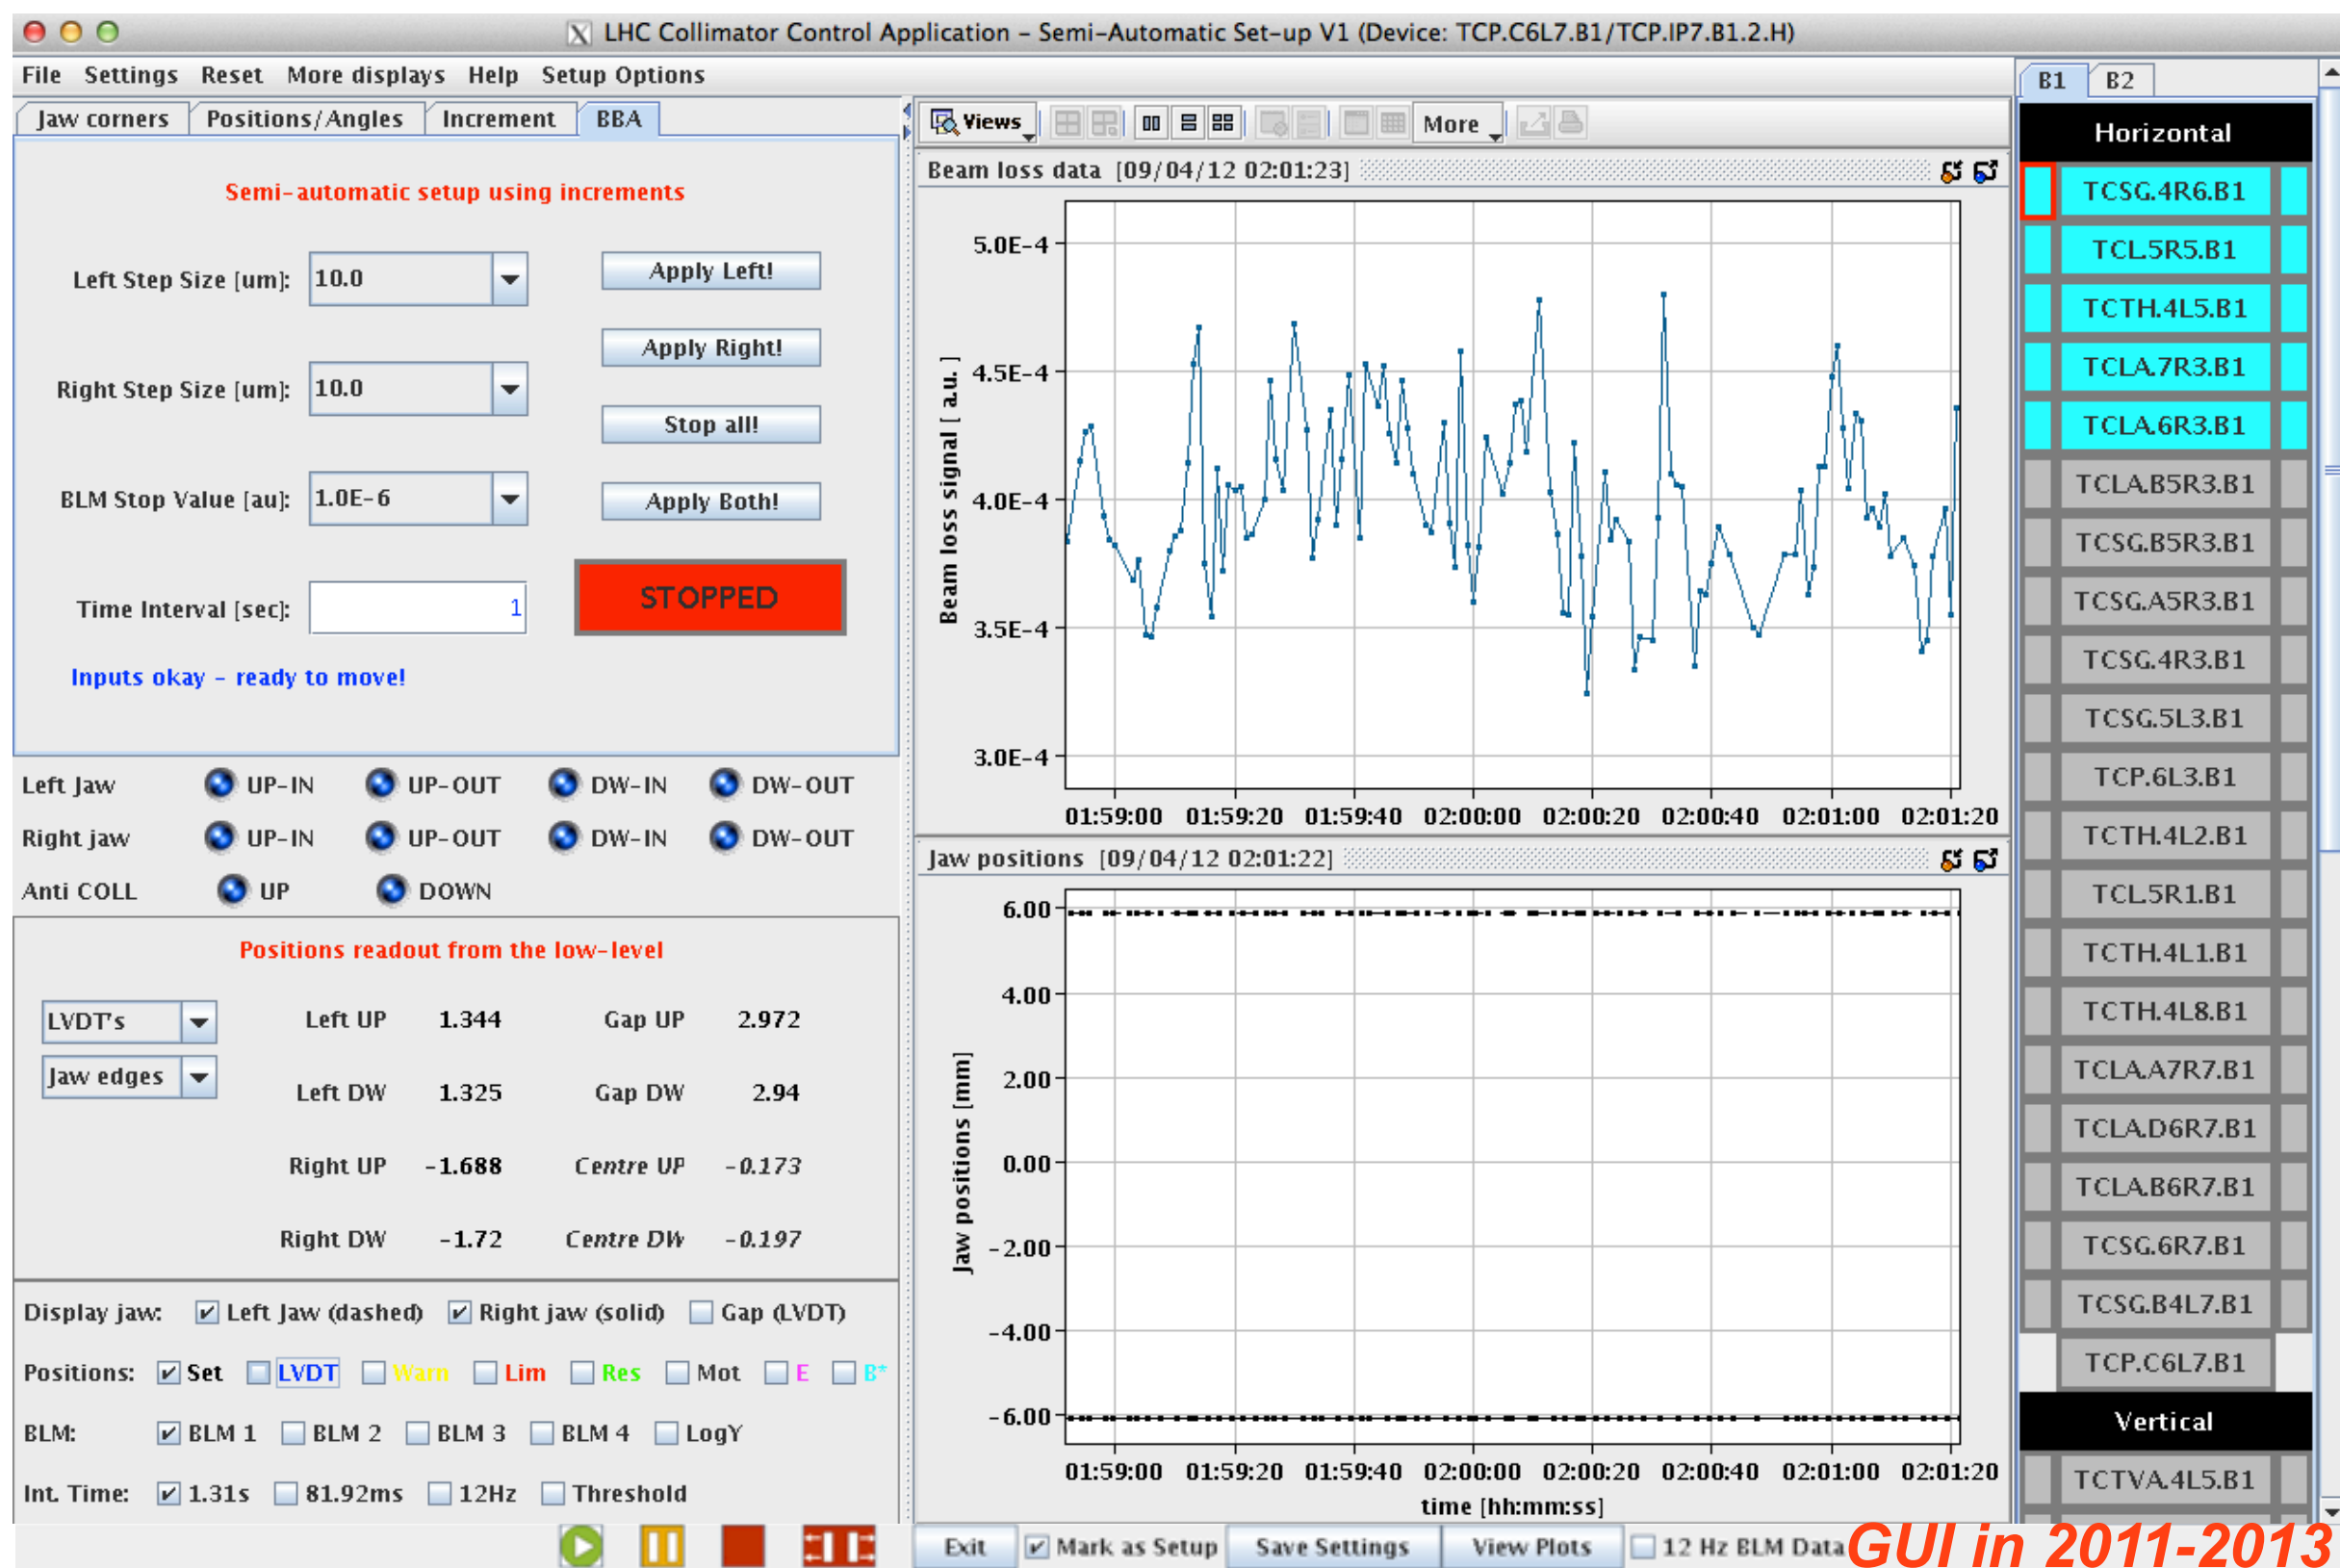 LHC Collimator Control Application - Semi-Automatic Set-up V1 (Device: TCP.C6L7.B1/TCP.IP7.B1.2.H)
File Settings Reset More displays Help Setup Options
Jaw corners Positions/Angles Increment BBA
Semi-automatic setup using increments
Left Step Size [um]: 10.0 Apply Left!
Apply Right!
Right Step Size [um]: 10.0
Stop all!
BLM Stop Value [au]: 1.0E-6 Apply Both!
Time Interval [sec]: 1 STOPPED
Inputs okay - ready to move!
Left Jaw UP-IN UP-OUT DW-IN DW-OUT
Right jaw UP-IN UP-OUT DW-IN DW-OUT
Anti COLL UP DOWN
Positions readout from the low-level
LVDT's Left UP 1.344 Gap UP 2.972
Jaw edges Left DW 1.325 Gap DW 2.94
Right UP -1.688 Centre UP -0.173
Right DW -1.72 Centre DW -0.197
Display jaw: Left Jaw (dashed) Right jaw (solid) Gap (LVDT)
Positions: Set LVDT Warn Lim Res Mot E B*
BLM: BLM 1 BLM 2 BLM 3 BLM 4 LogY
Int. Time: 1.31s 81.92ms 12Hz Threshold
Views More
Beam loss data [09/04/12 02:01:23]
Beam loss signal [ a.u. ]
5.0E-4
4.5E-4
4.0E-4
3.5E-4
3.0E-4
01:59:00 01:59:20 01:59:40 02:00:00 02:00:20 02:00:40 02:01:00 02:01:20
Jaw positions [09/04/12 02:01:22]
Jaw positions [mm]
6.00
4.00
2.00
0.00
-2.00
-4.00
-6.00
01:59:00 01:59:20 01:59:40 02:00:00 02:00:20 02:00:40 02:01:00 02:01:20
time [hh:mm:ss]
Exit Mark as Setup Save Settings View Plots 12 Hz BLM Data
B1 B2
Horizontal
TCSG.4R6.B1
TCL.5R5.B1
TCTH.4L5.B1
TCLA.7R3.B1
TCLA.6R3.B1
TCLA.B5R3.B1
TCSG.B5R3.B1
TCSG.A5R3.B1
TCSG.4R3.B1
TCSG.5L3.B1
TCP.6L3.B1
TCTH.4L2.B1
TCL.5R1.B1
TCTH.4L1.B1
TCTH.4L8.B1
TCLA.A7R7.B1
TCLA.D6R7.B1
TCLA.B6R7.B1
TCSG.6R7.B1
TCSG.B4L7.B1
TCP.C6L7.B1
Vertical
TCTVA.4L5.B1
GUI in 2011-2013